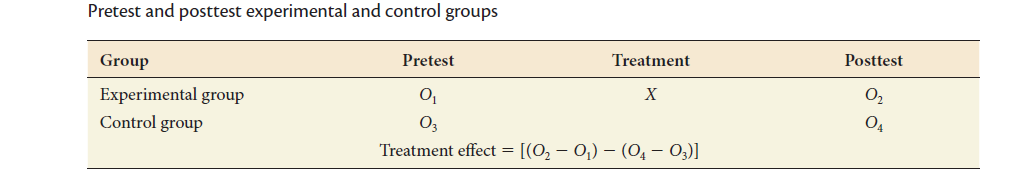 Pretest and posttest experimental and control groups
Group Pretest Treatment Posttest
Experimental group O₁ X O₂
Control group O₃ O₄
Treatment effect = [(O₂ − O₁) − (O₄ − O₃)]